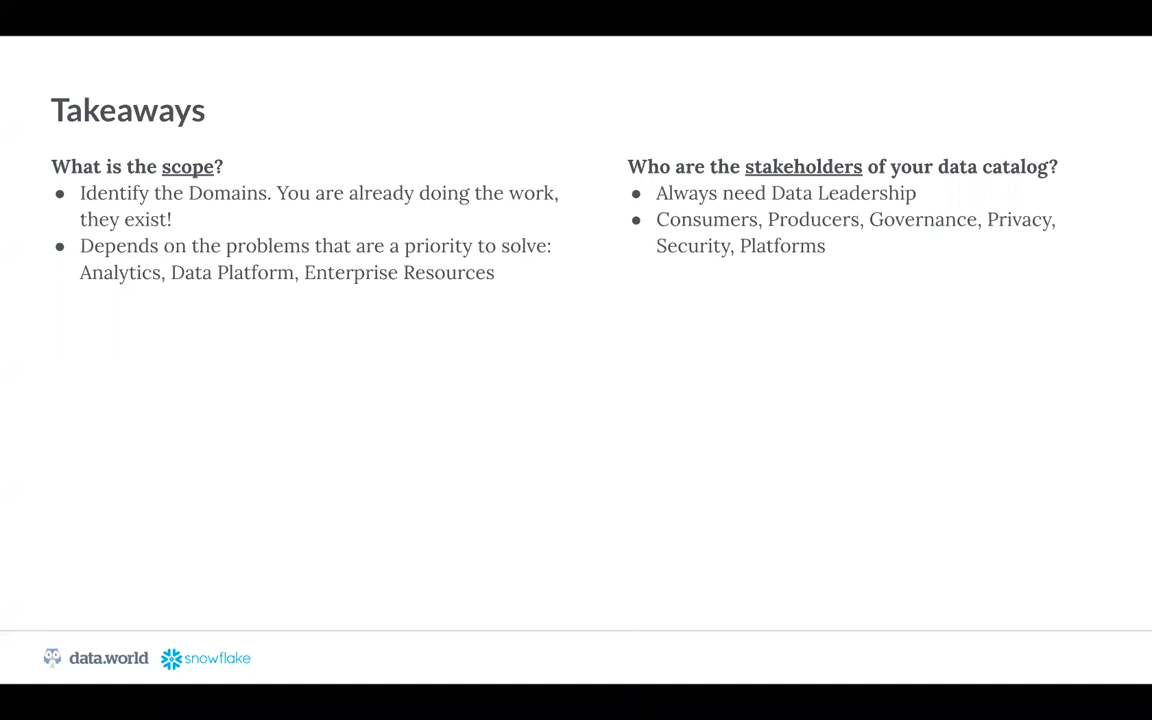 Takeaways
What is the scope?
● Identify the Domains. You are already doing the work,
they exist!
● Depends on the problems that are a priority to solve:
Analytics, Data Platform, Enterprise Resources
Who are the stakeholders of your data catalog?
● Always need Data Leadership
● Consumers, Producers, Governance, Privacy,
Security, Platforms
data.world snowflake